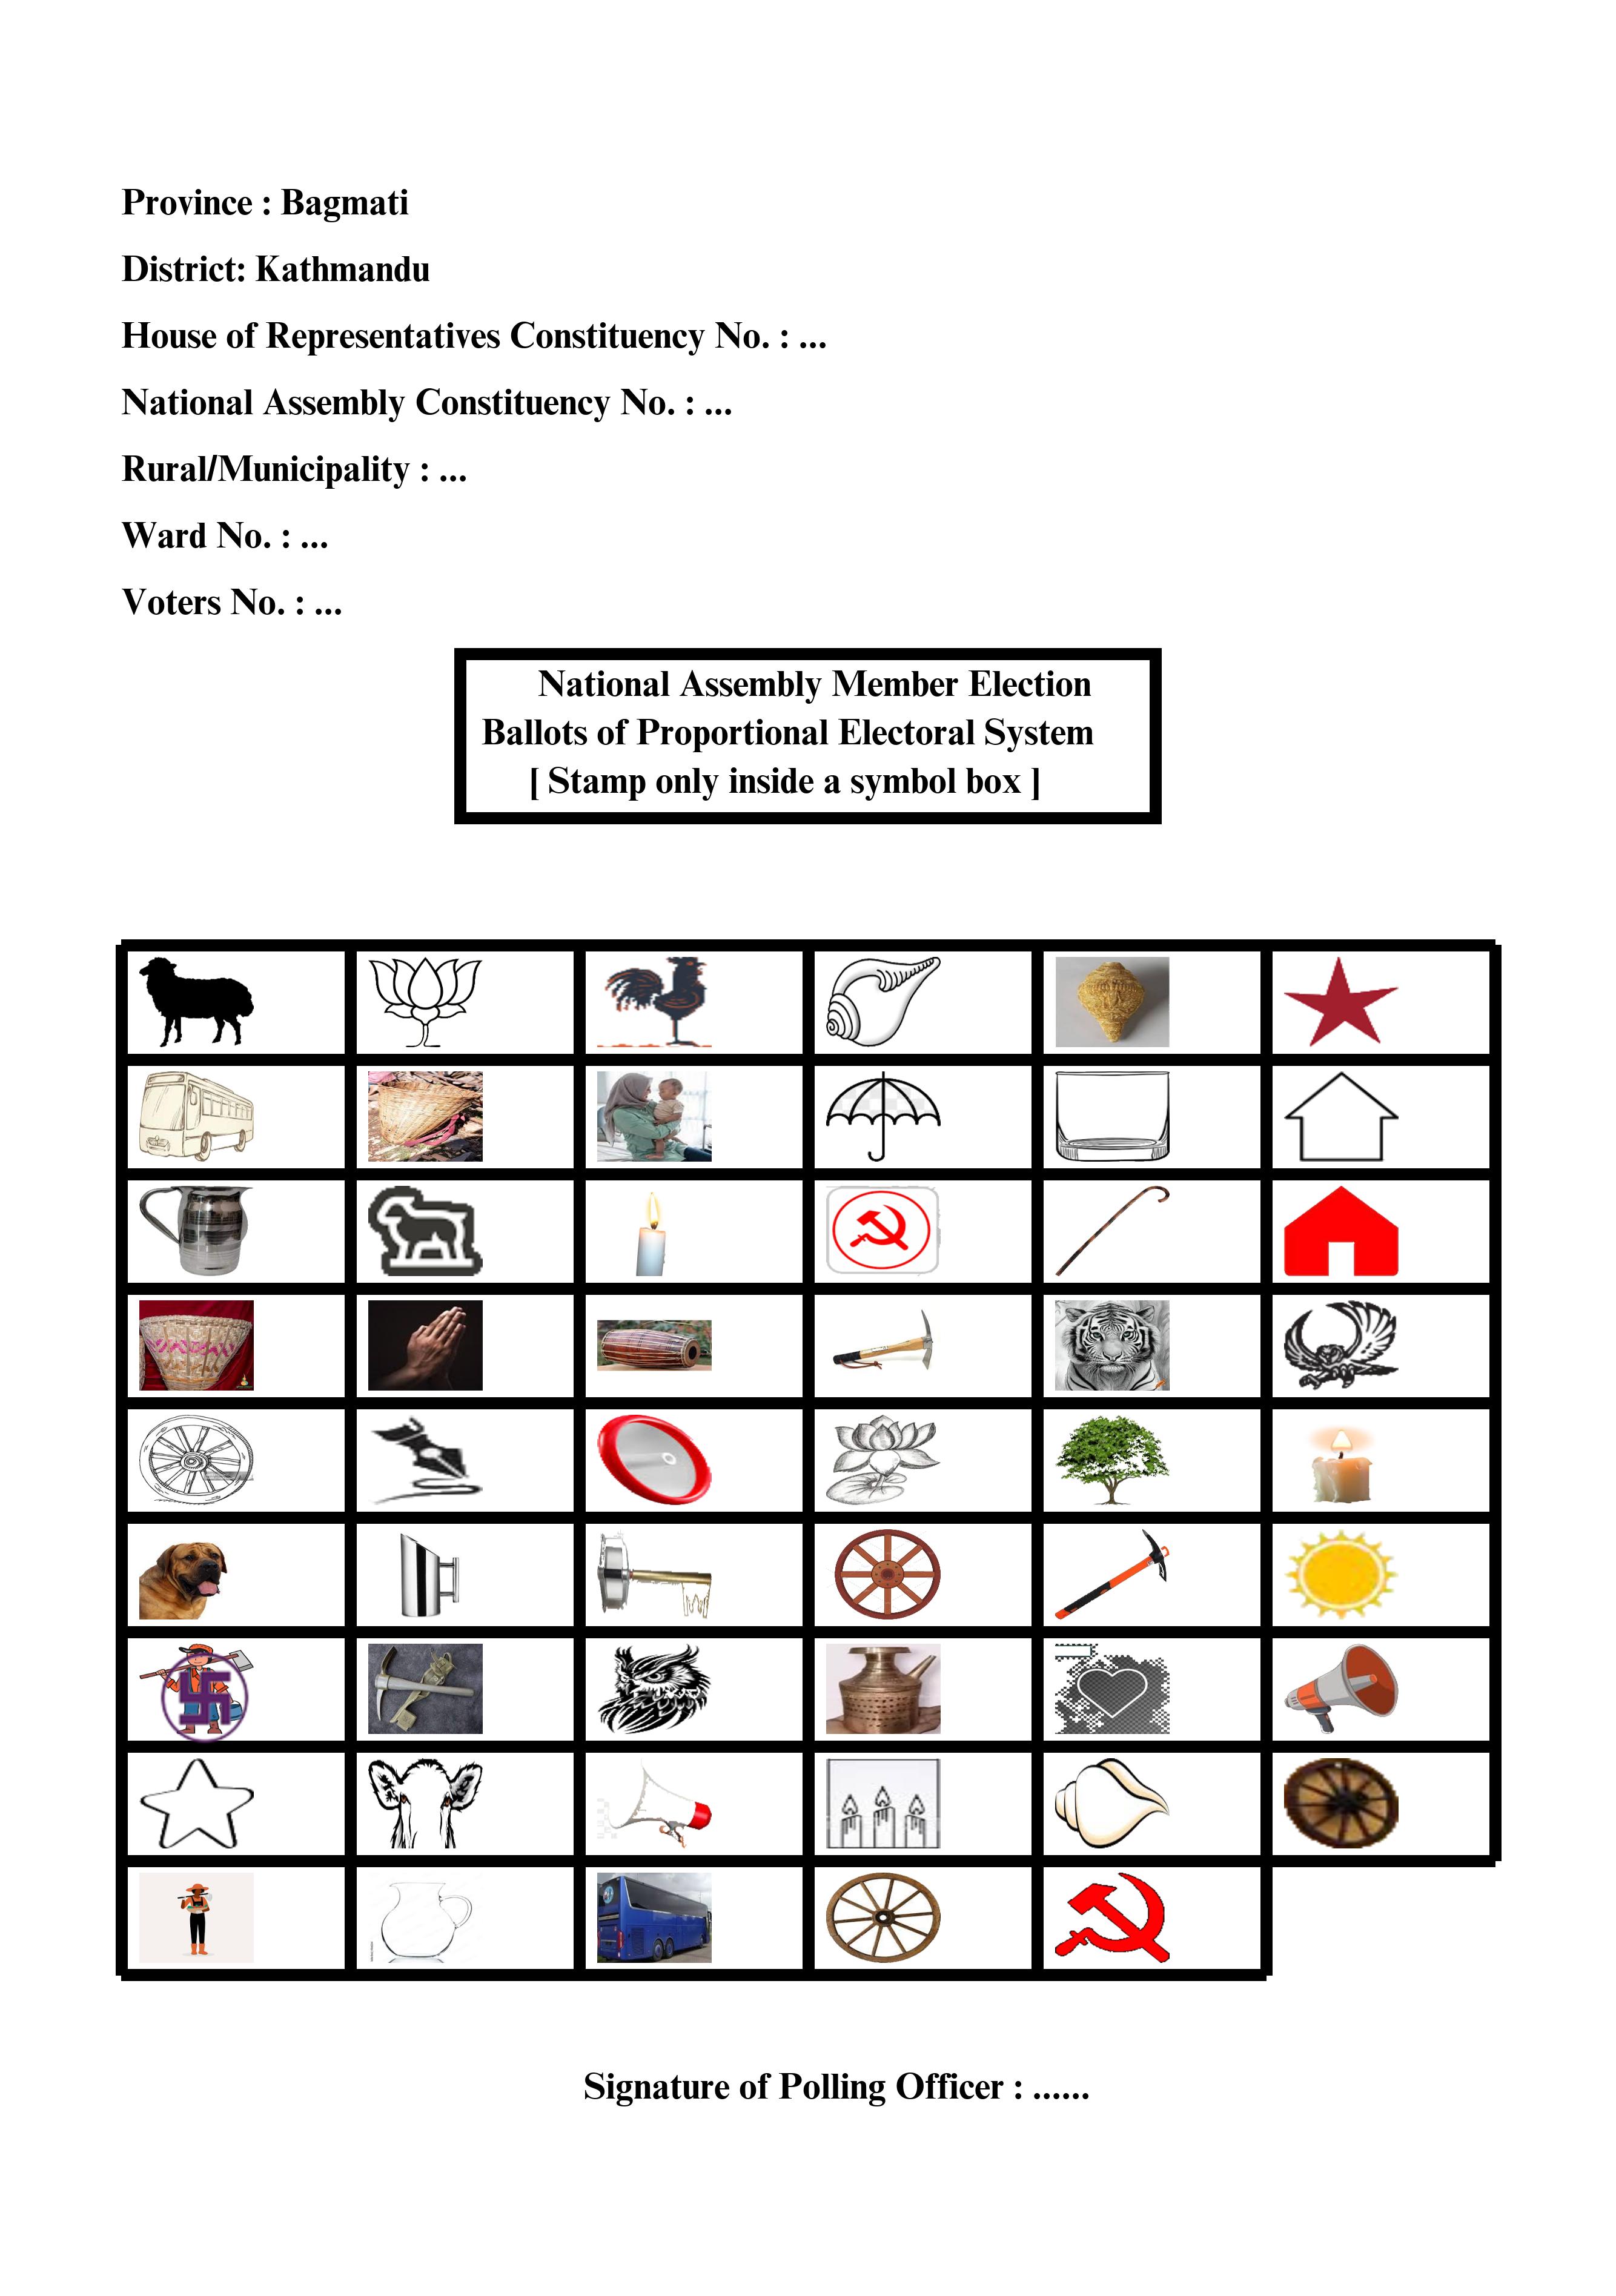 Province : Bagmati
District: Kathmandu
House of Representatives Constituency No. : ...
National Assembly Constituency No. : ...
Rural/Municipality : ...
Ward No. : ...
Voters No. : ...
National Assembly Member Election
Ballots of Proportional Electoral System
[ Stamp only inside a symbol box ]
Signature of Polling Officer : ......